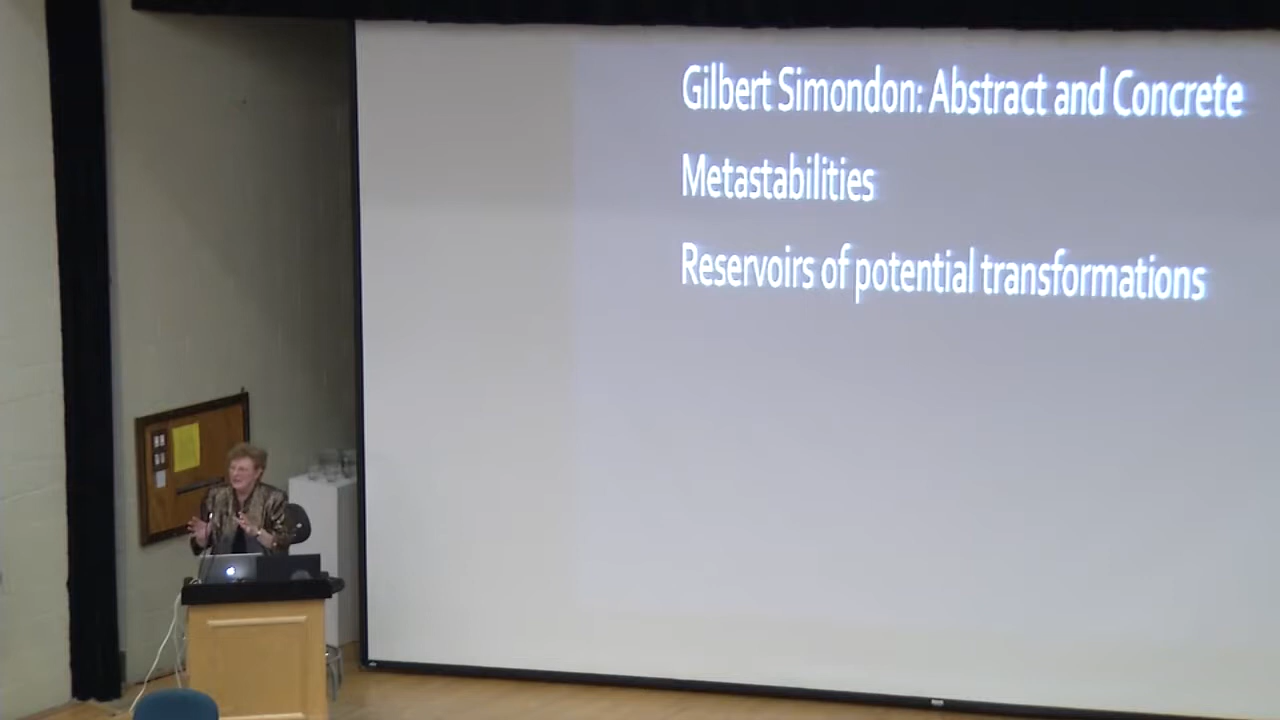 Gilbert Simondon: Abstract and Concrete
Metastabilities
Reservoirs of potential transformations